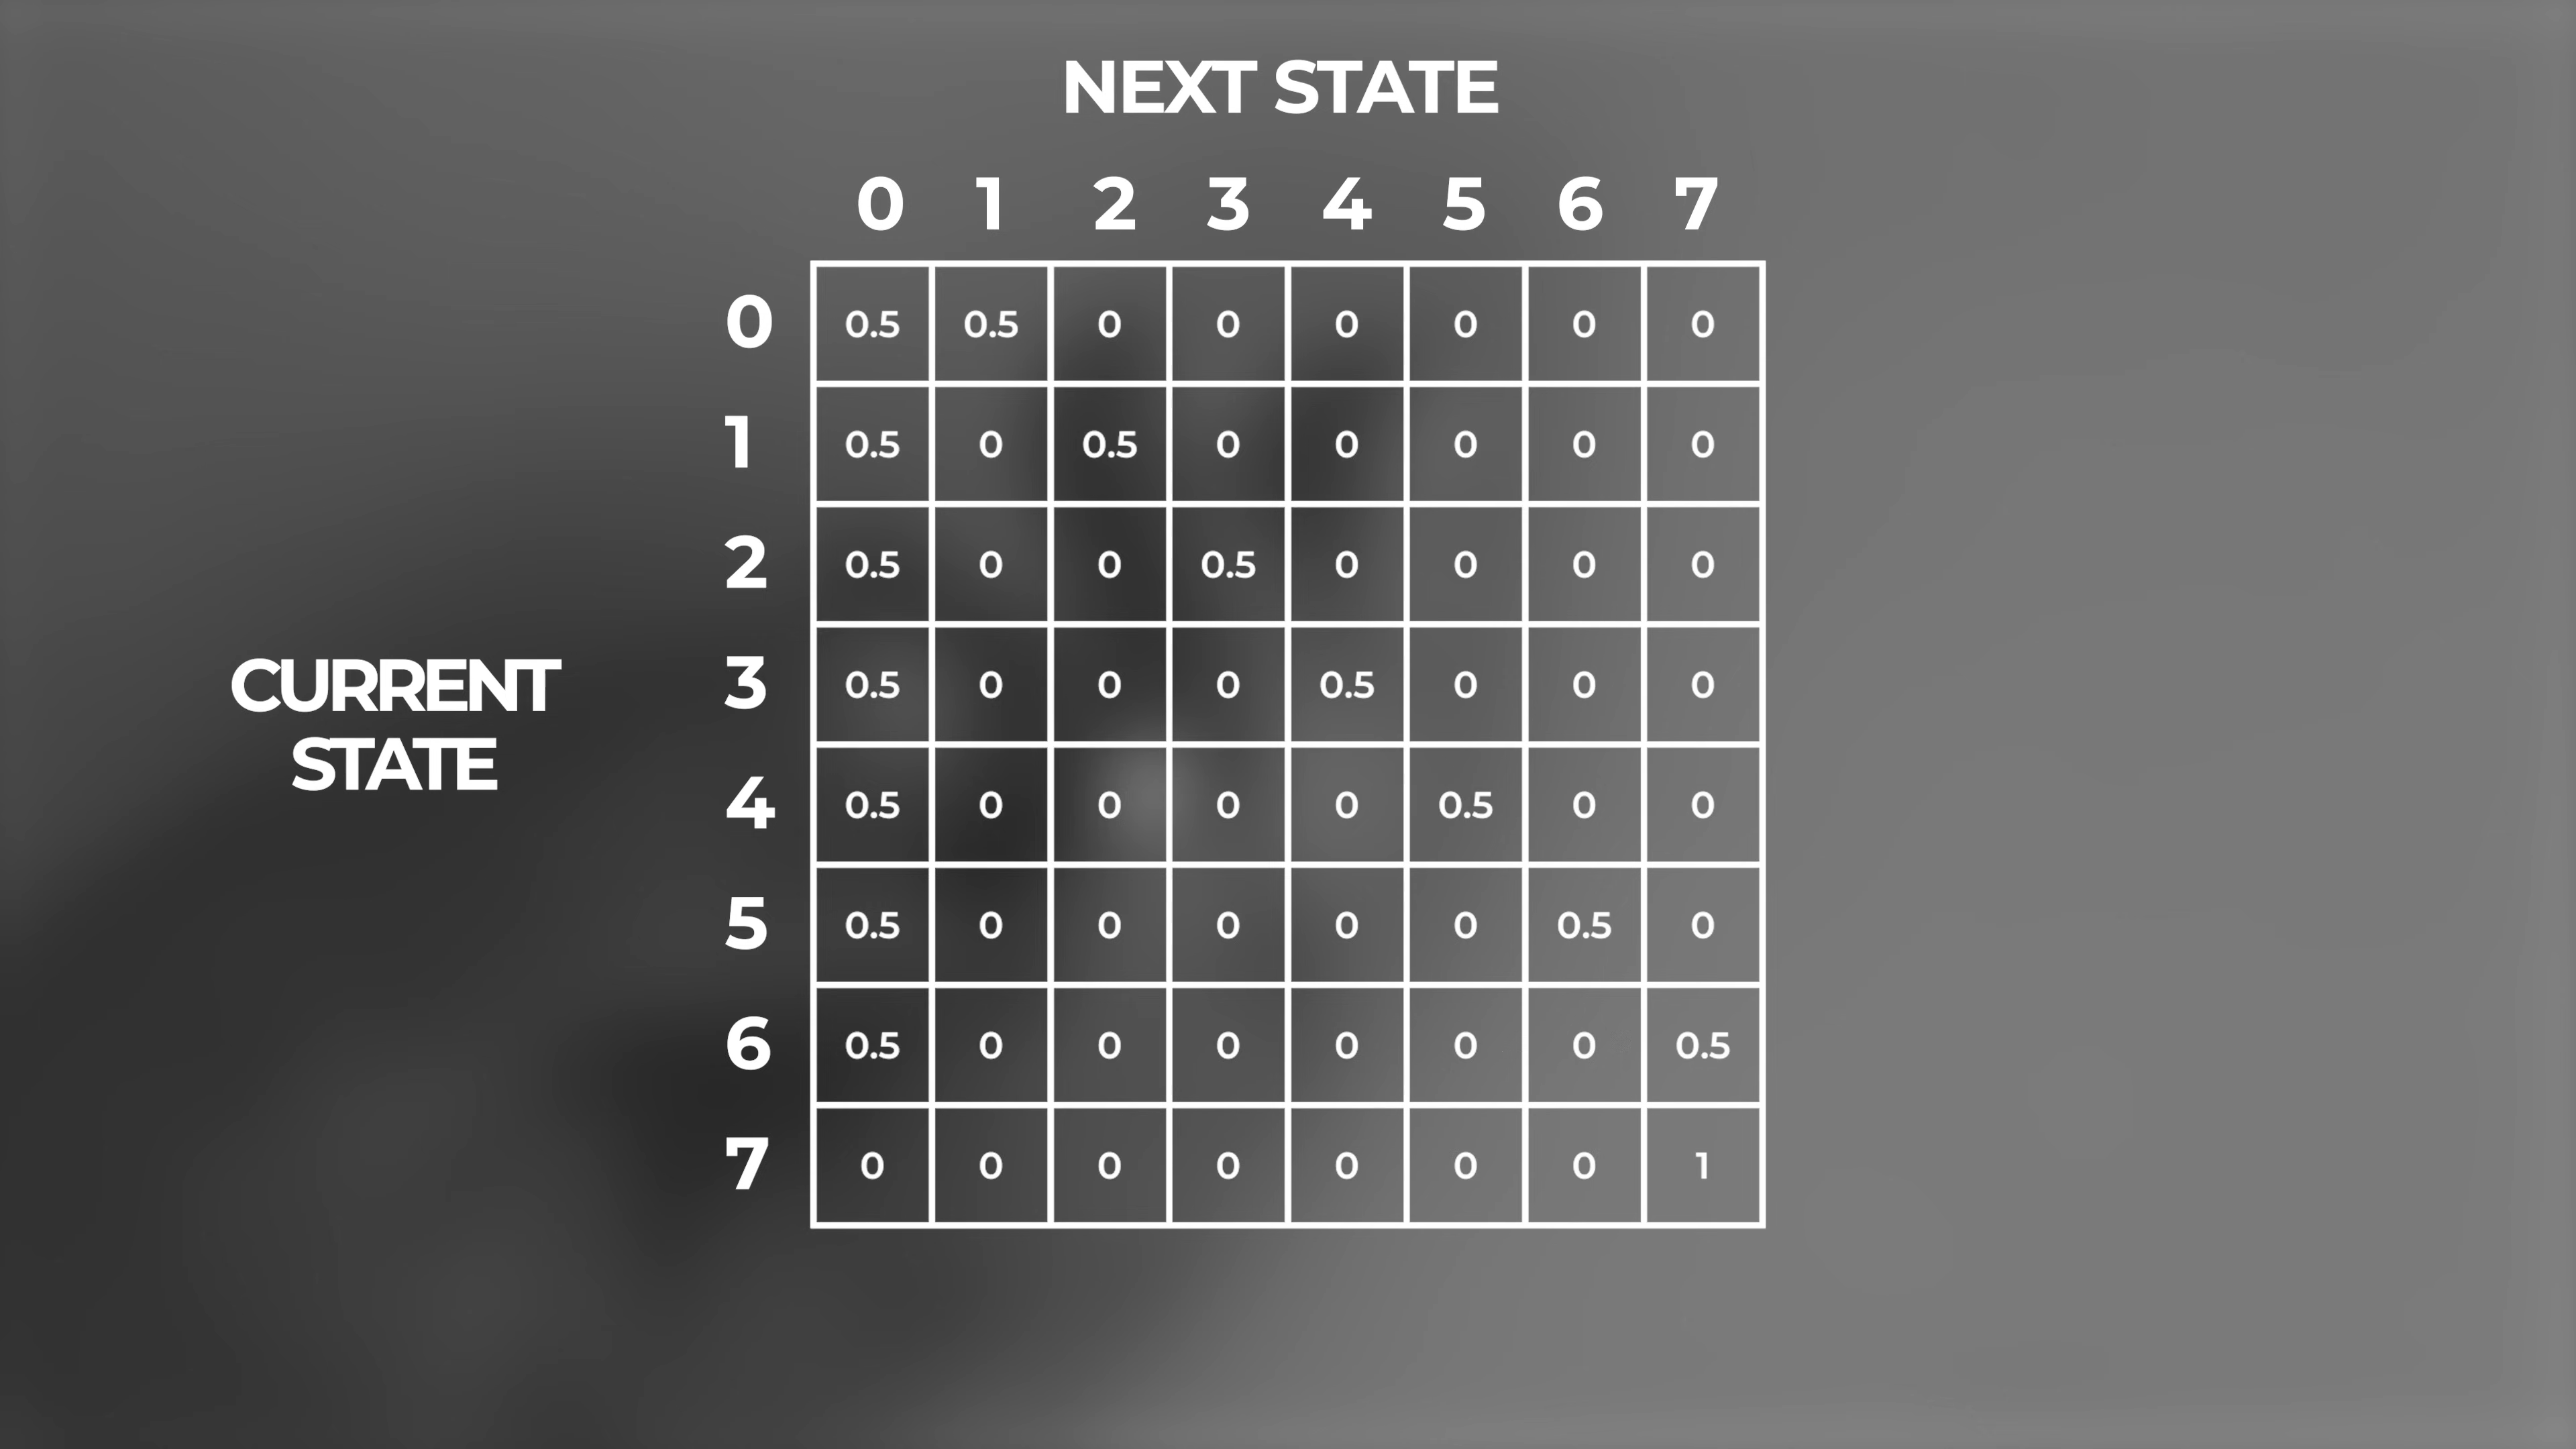 NEXT STATE
0 1 2 3 4 5 6 7
0 0.5 0.5 0 0 0 0 0 0
1 0.5 0 0.5 0 0 0 0 0
2 0.5 0 0 0.5 0 0 0 0
3 0.5 0 0 0 0.5 0 0 0
CURRENT
STATE
4 0.5 0 0 0 0 0.5 0 0
5 0.5 0 0 0 0 0 0.5 0
6 0.5 0 0 0 0 0 0 0.5
7 0 0 0 0 0 0 0 1